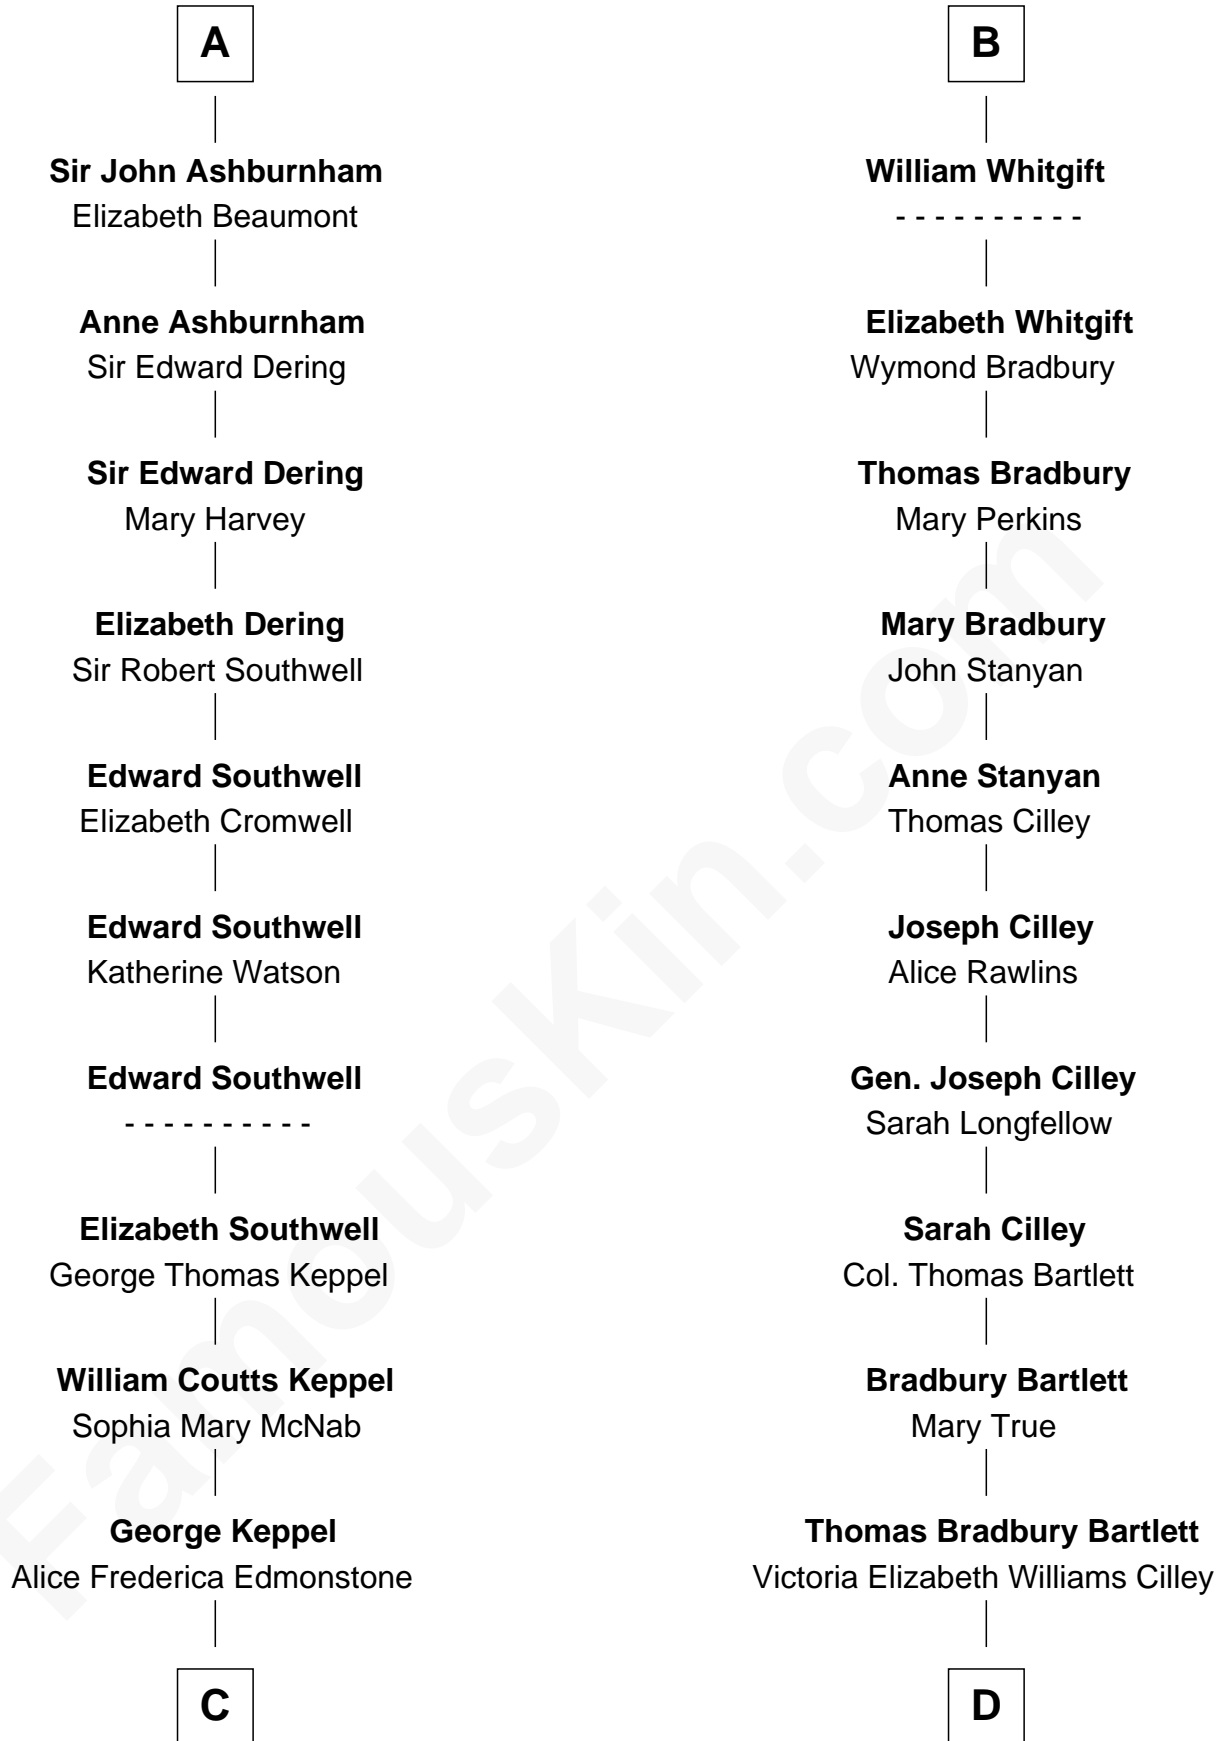 A
Sir John Ashburnham
Elizabeth Beaumont
Anne Ashburnham
Sir Edward Dering
Sir Edward Dering
Mary Harvey
Elizabeth Dering
Sir Robert Southwell
Edward Southwell
Elizabeth Cromwell
Edward Southwell
Katherine Watson
Edward Southwell
- - - - - - - - - -
Elizabeth Southwell
George Thomas Keppel
William Coutts Keppel
Sophia Mary McNab
George Keppel
Alice Frederica Edmonstone
C
B
William Whitgift
- - - - - - - - - -
Elizabeth Whitgift
Wymond Bradbury
Thomas Bradbury
Mary Perkins
Mary Bradbury
John Stanyan
Anne Stanyan
Thomas Cilley
Joseph Cilley
Alice Rawlins
Gen. Joseph Cilley
Sarah Longfellow
Sarah Cilley
Col. Thomas Bartlett
Bradbury Bartlett
Mary True
Thomas Bradbury Bartlett
Victoria Elizabeth Williams Cilley
D
FamousKin.com